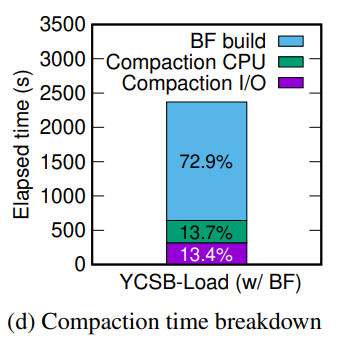 3500
3000
2500
2000
1500
1000
500
0
Elapsed time (s)
BF build
Compaction CPU
Compaction I/O
72.9%
13.7%
13.4%
YCSB-Load (w/ BF)
(d) Compaction time breakdown